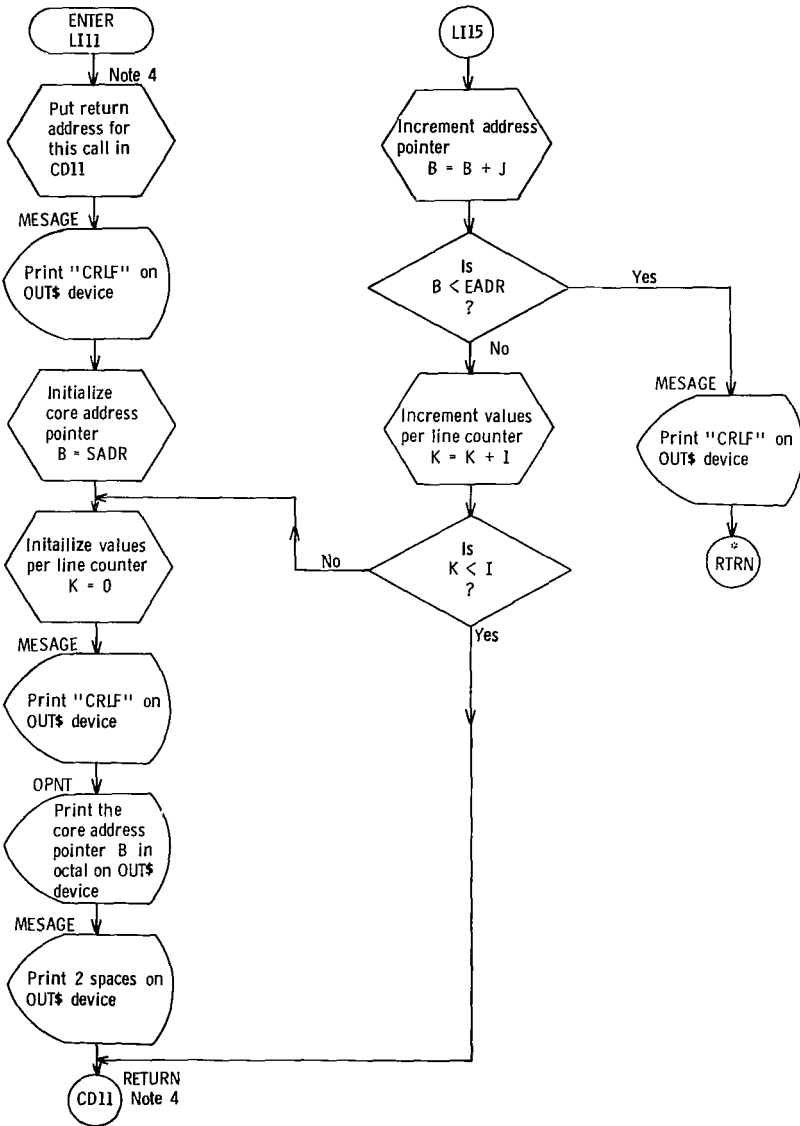 ENTER
LI11
Note 4
Put return
address for
this call in
CD11
MESAGE
Print "CRLF" on
OUT$ device
Initialize
core address
pointer
B = SADR
Initailize values
per line counter
K = 0
MESAGE
Print "CRLF" on
OUT$ device
OPNT
Print the
core address
pointer B in
octal on OUT$
device
MESAGE
Print 2 spaces on
OUT$ device
RETURN
CD11 Note 4
LI15
Increment address
pointer
B = B + J
Is
B < EADR
?
Yes
No
Increment values
per line counter
K = K + I
Is
K < I
?
No
Yes
MESAGE
Print "CRLF" on
OUT$ device
*
RTRN